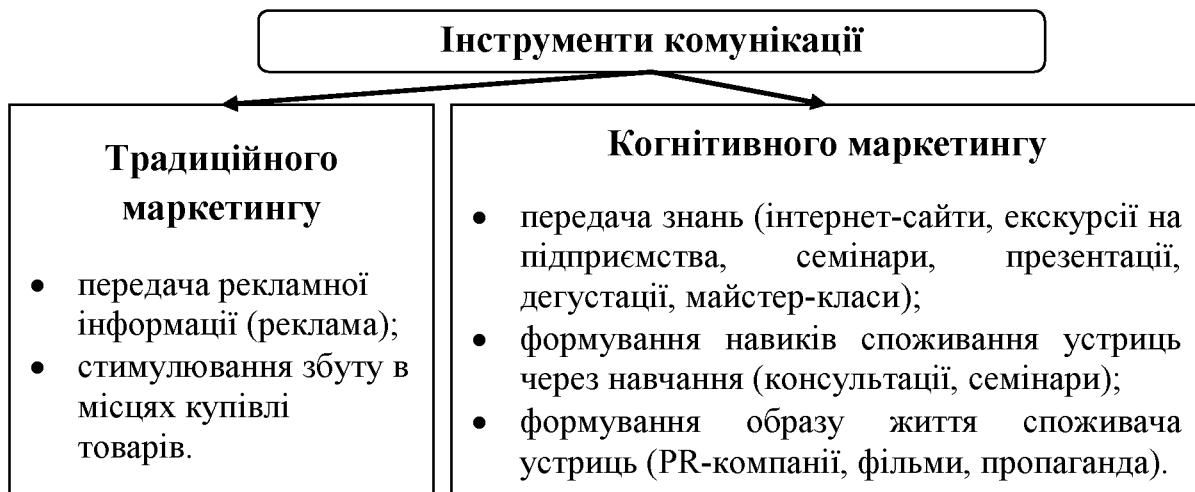 Інструменти комунікації
Традиційного
маркетингу
• передача рекламної
інформації (реклама);
• стимулювання збуту в
місцях купівлі
товарів.
Когнітивного маркетингу
• передача знань (інтернет-сайти, екскурсії на
підприємства, семінари, презентації,
дегустації, майстер-класи);
• формування навиків споживання устриць
через навчання (консультації, семінари);
• формування образу життя споживача
устриць (PR-компанії, фільми, пропаганда).